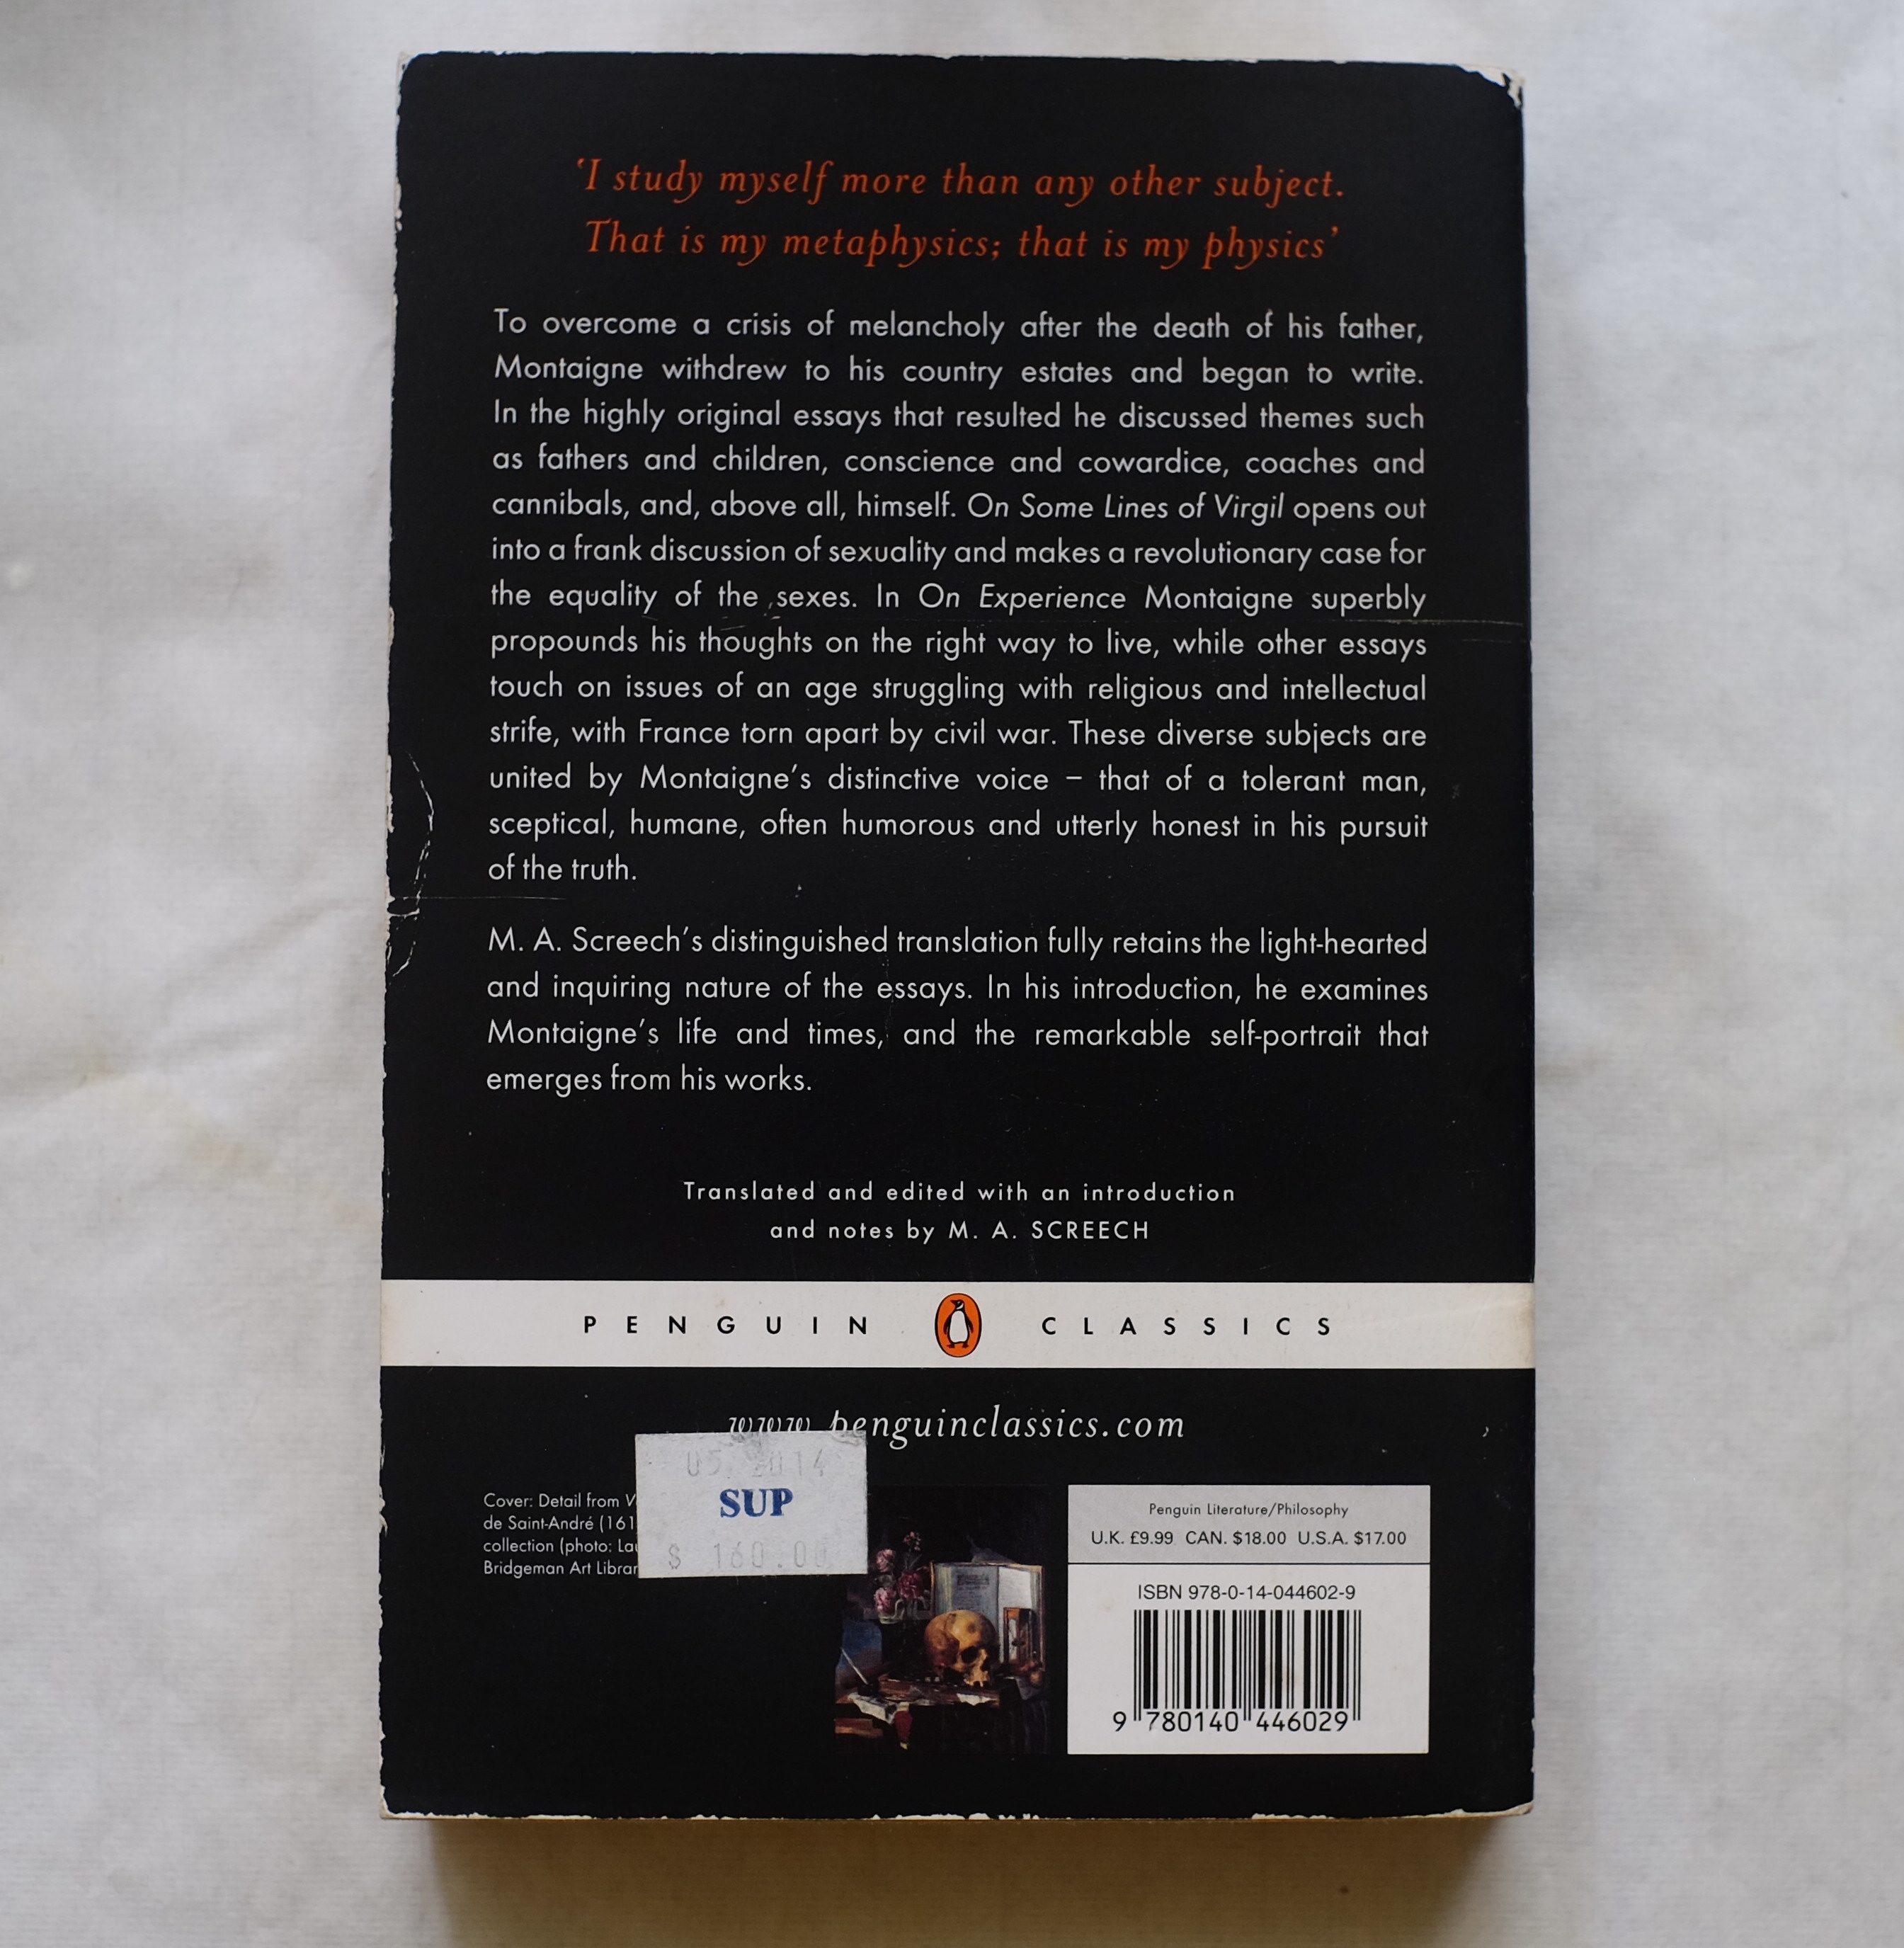 ‘I study myself more than any other subject.
That is my metaphysics; that is my physics’
To overcome a crisis of melancholy after the death of his father,
Montaigne withdrew to his country estates and began to write.
In the highly original essays that resulted he discussed themes such
as fathers and children, conscience and cowardice, coaches and
cannibals, and, above all, himself. On Some Lines of Virgil opens out
into a frank discussion of sexuality and makes a revolutionary case for
the equality of the sexes. In On Experience Montaigne superbly
propounds his thoughts on the right way to live, while other essays
touch on issues of an age struggling with religious and intellectual
strife, with France torn apart by civil war. These diverse subjects are
united by Montaigne’s distinctive voice – that of a tolerant man,
sceptical, humane, often humorous and utterly honest in his pursuit
of the truth.
M. A. Screech’s distinguished translation fully retains the light-hearted
and inquiring nature of the essays. In his introduction, he examines
Montaigne’s life and times, and the remarkable self-portrait that
emerges from his works.
Translated and edited with an introduction
and notes by M. A. SCREECH
PENGUIN CLASSICS
www.penguinclassics.com
05. 2014
SUP
$ 160.00
Cover: Detail from
de Saint-André
collection (photo:
Bridgeman Art
Penguin Literature/Philosophy
U.K. £9.99 CAN. $18.00 U.S.A. $17.00
ISBN 978-0-14-044602-9
9 780140 446029